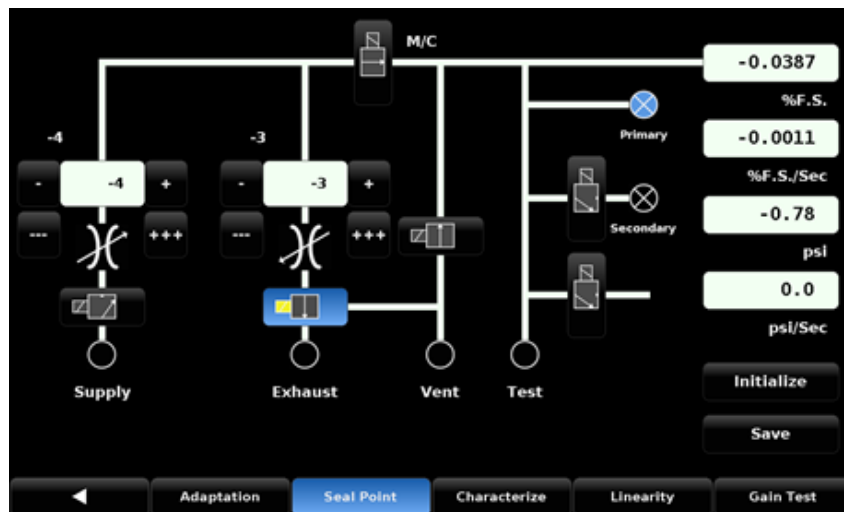 M/C
-0.0387
%F.S.
-4
-3
Primary
-0.0011
- -4 +
- -3 +
%F.S./Sec
--- +++
--- +++
Secondary
-0.78
psi
0.0
psi/Sec
Supply
Exhaust
Vent
Test
Initialize
Save
Adaptation
Seal Point
Characterize
Linearity
Gain Test